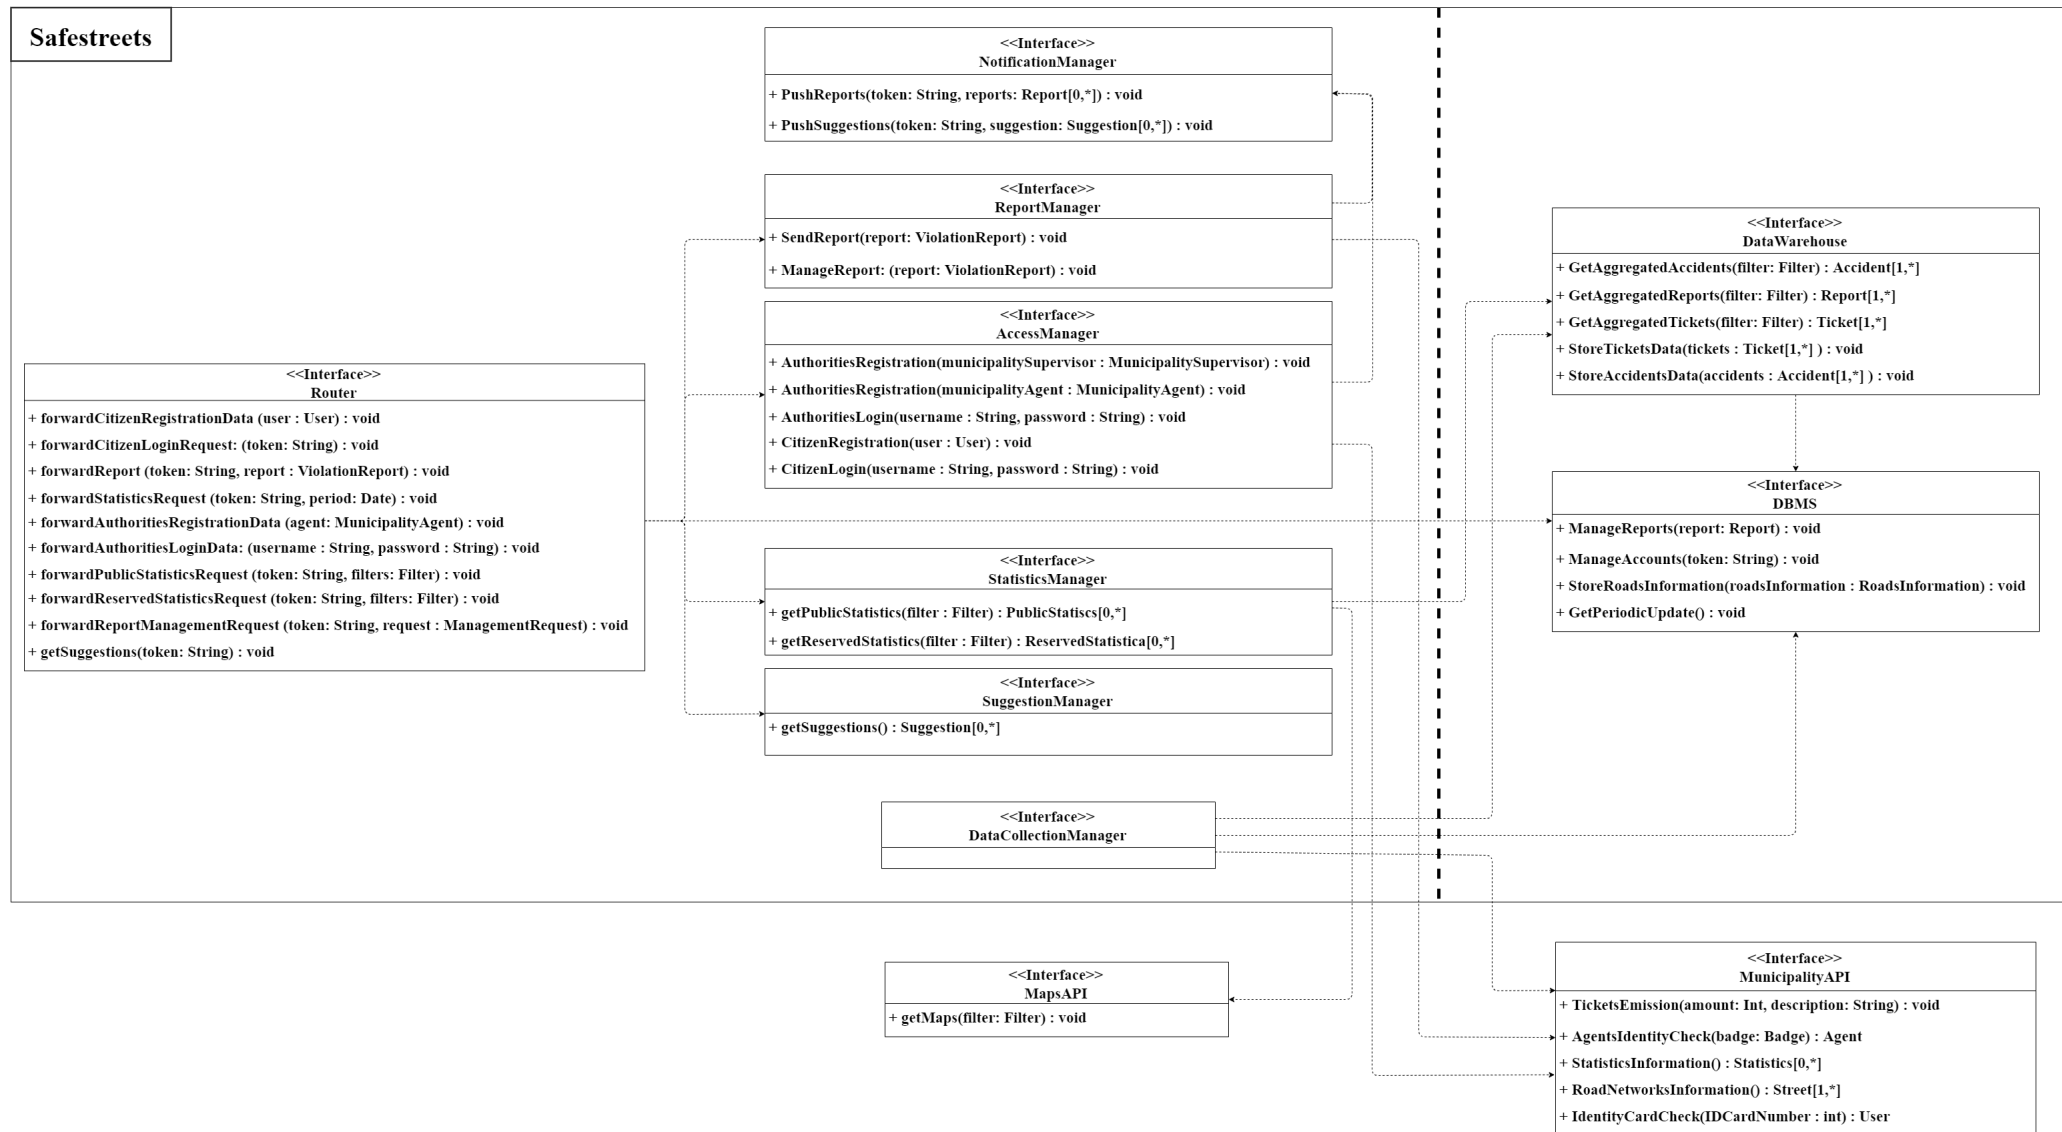 Safestreets
<<Interface>>
NotificationManager
+ PushReports(token: String, reports: Report[0,*]) : void
+ PushSuggestions(token: String, suggestion: Suggestion[0,*]) : void
<<Interface>>
ReportManager
+ SendReport(report: ViolationReport) : void
+ ManageReport: (report: ViolationReport) : void
<<Interface>>
AccessManager
+ AuthoritiesRegistration(municipalitySupervisor : MunicipalitySupervisor) : void
+ AuthoritiesRegistration(municipalityAgent : MunicipalityAgent) : void
+ AuthoritiesLogin(username : String, password : String) : void
+ CitizenRegistration(user : User) : void
+ CitizenLogin(username : String, password : String) : void
<<Interface>>
Router
+ forwardCitizenRegistrationData (user : User) : void
+ forwardCitizenLoginRequest: (token: String) : void
+ forwardReport (token: String, report : ViolationReport) : void
+ forwardStatisticsRequest (token: String, period: Date) : void
+ forwardAuthoritiesRegistrationData (agent: MunicipalityAgent) : void
+ forwardAuthoritiesLoginData: (username : String, password : String) : void
+ forwardPublicStatisticsRequest (token: String, filters: Filter) : void
+ forwardReservedStatisticsRequest (token: String, filters: Filter) : void
+ forwardReportManagementRequest (token: String, request : ManagementRequest) : void
+ getSuggestions(token: String) : void
<<Interface>>
StatisticsManager
+ getPublicStatistics(filter : Filter) : PublicStatiscs[0,*]
+ getReservedStatistics(filter : Filter) : ReservedStatistica[0,*]
<<Interface>>
SuggestionManager
+ getSuggestions() : Suggestion[0,*]
<<Interface>>
DataCollectionManager
<<Interface>>
DataWarehouse
+ GetAggregatedAccidents(filter: Filter) : Accident[1,*]
+ GetAggregatedReports(filter: Filter) : Report[1,*]
+ GetAggregatedTickets(filter: Filter) : Ticket[1,*]
+ StoreTicketsData(tickets : Ticket[1,*] ) : void
+ StoreAccidentsData(accidents : Accident[1,*] ) : void
<<Interface>>
DBMS
+ ManageReports(report: Report) : void
+ ManageAccounts(token: String) : void
+ StoreRoadsInformation(roadsInformation : RoadsInformation) : void
+ GetPeriodicUpdate() : void
<<Interface>>
MapsAPI
+ getMaps(filter: Filter) : void
<<Interface>>
MunicipalityAPI
+ TicketsEmission(amount: Int, description: String) : void
+ AgentsIdentityCheck(badge: Badge) : Agent
+ StatisticsInformation() : Statistics[0,*]
+ RoadNetworksInformation() : Street[1,*]
+ IdentityCardCheck(IDCardNumber : int) : User